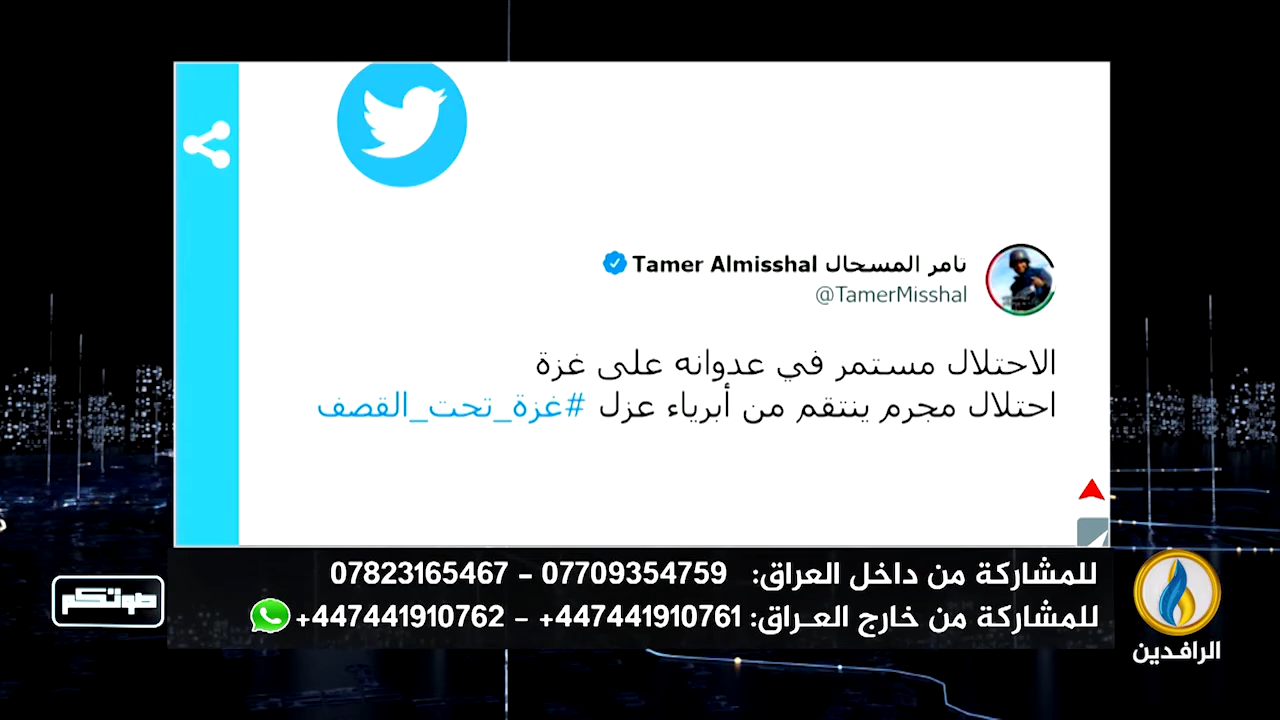 تامر المسحال Tamer Almisshal
@TamerMisshal
الاحتلال مستمر في عدوانه على غزة
احتلال مجرم ينتقم من أبرياء عزل #غزة_تحت_القصف
للمشاركة من داخل العراق: 07709354759 - 07823165467
للمشاركة من خارج العـراق: 447441910761+ - 447441910762+
صوتكم
الرافدين